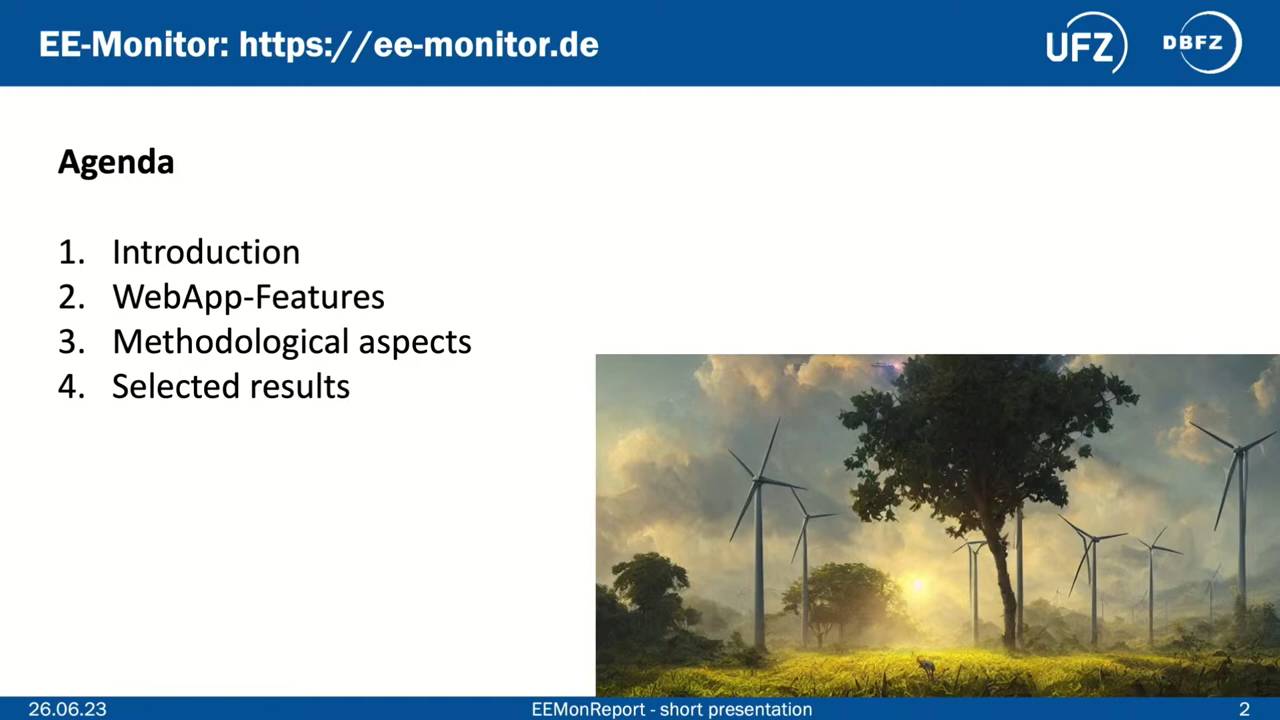 EE-Monitor: https://ee-monitor.de
UFZ
DBFZ
Agenda
1. Introduction
2. WebApp-Features
3. Methodological aspects
4. Selected results
26.06.23
EEMonReport - short presentation
2